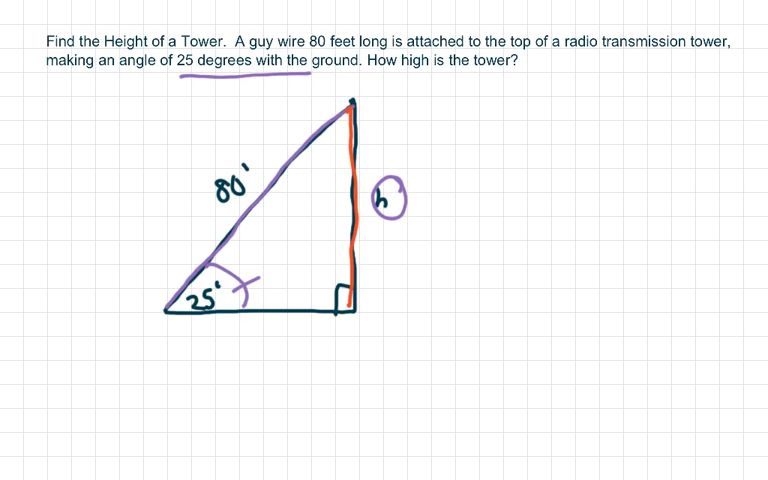 Find the Height of a Tower. A guy wire 80 feet long is attached to the top of a radio transmission tower,
making an angle of 25 degrees with the ground. How high is the tower?
80'
h
25'